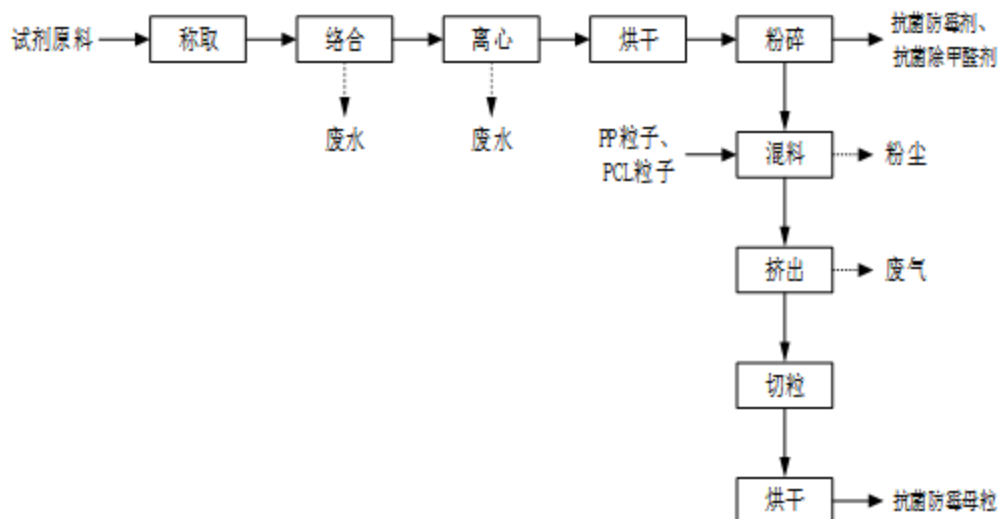 试剂原料
称取
络合
离心
烘干
粉碎
抗菌防霉剂、
抗菌除甲醛剂
废水
废水
PP粒子、
PCL粒子
混料
粉尘
挤出
废气
切粒
烘干
抗菌防霉母粒